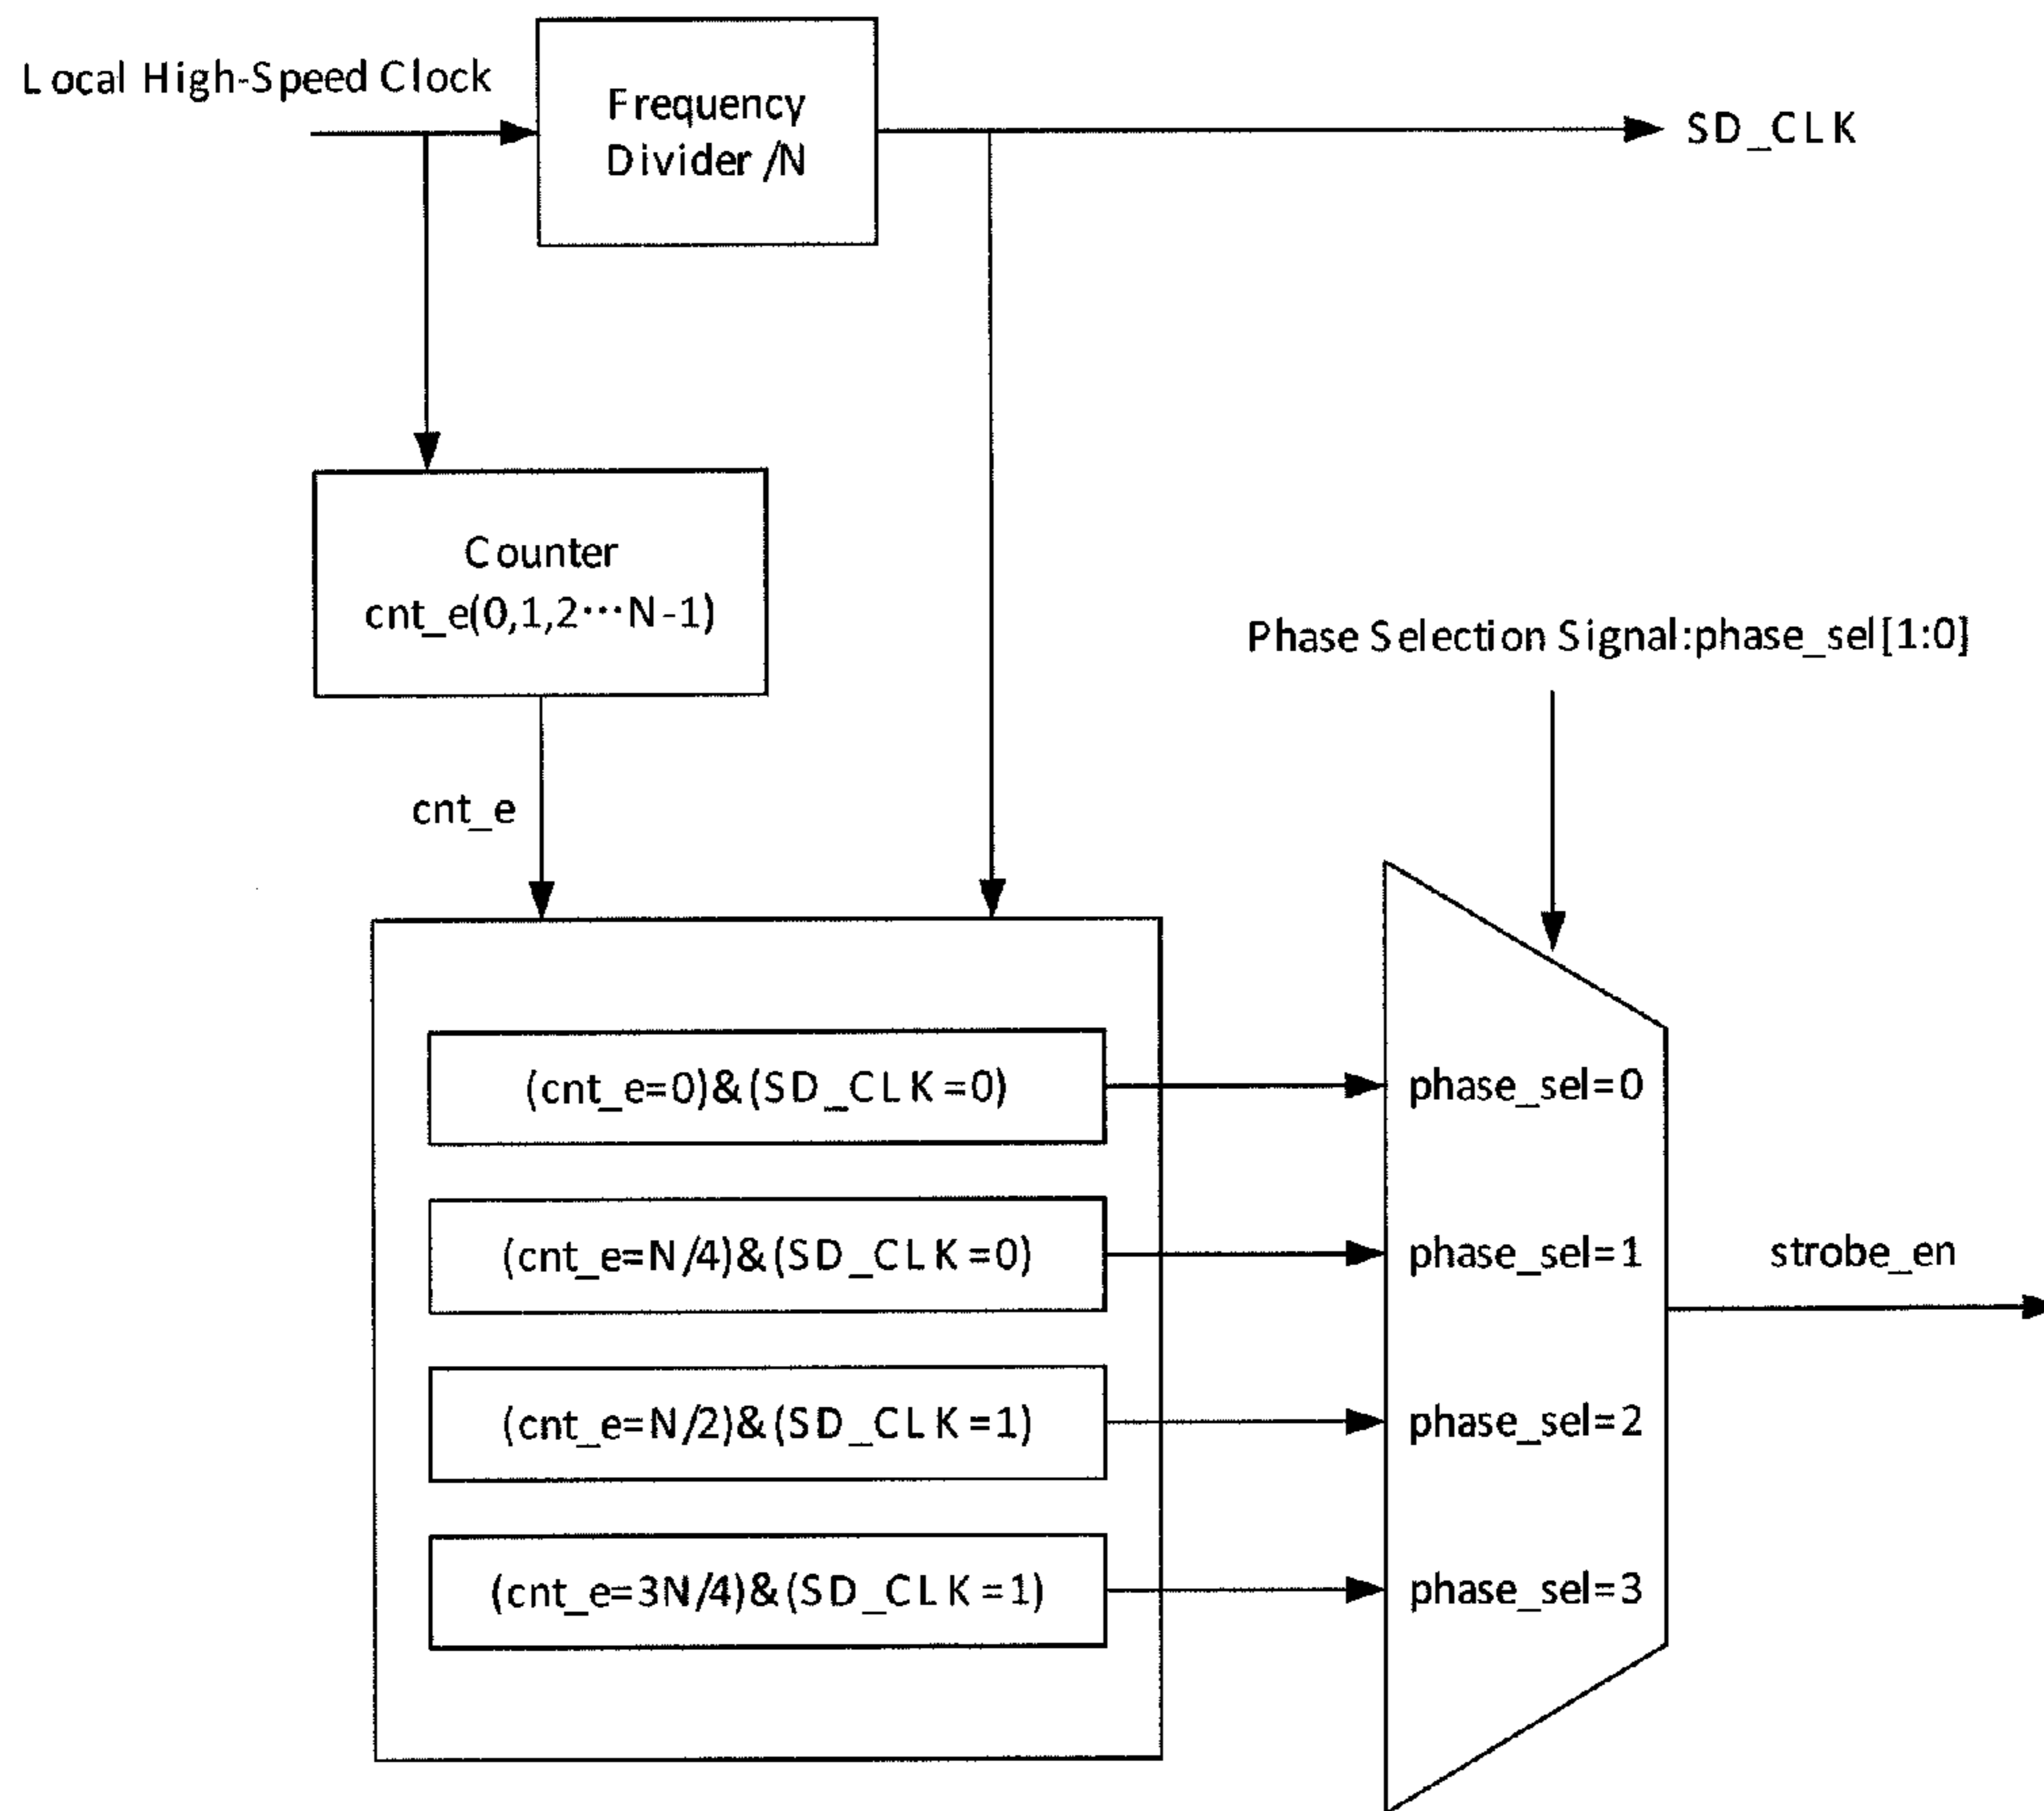 Local High-Speed Clock
Frequency
Divider /N
SD_CLK
Counter
cnt_e(0,1,2···N-1)
Phase Selection Signal:phase_sel[1:0]
cnt_e
(cnt_e=0)&(SD_CLK=0)
phase_sel=0
(cnt_e=N/4)&(SD_CLK=0)
phase_sel=1
strobe_en
(cnt_e=N/2)&(SD_CLK=1)
phase_sel=2
(cnt_e=3N/4)&(SD_CLK=1)
phase_sel=3